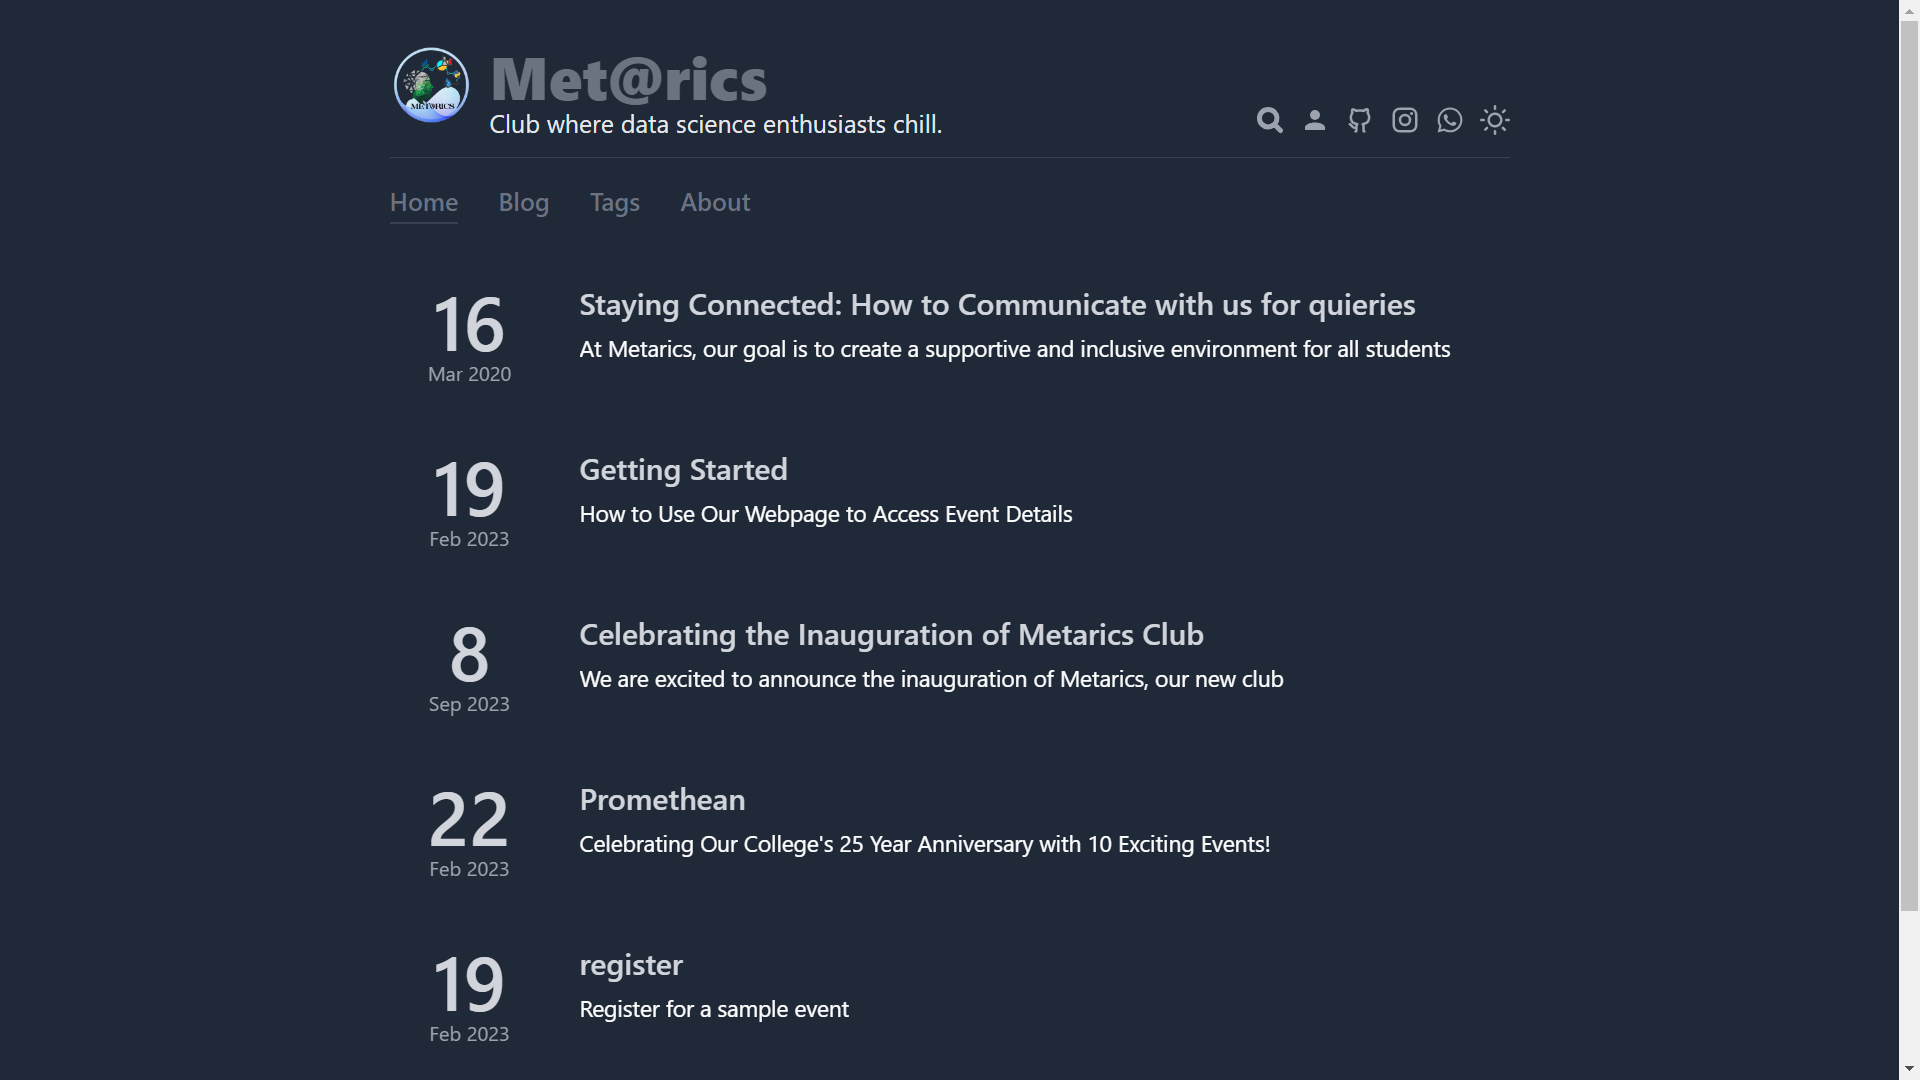 METARICS
Met@rics
Club where data science enthusiasts chill.
Home
Blog
Tags
About
16
Mar 2020
Staying Connected: How to Communicate with us for quieries
At Metarics, our goal is to create a supportive and inclusive environment for all students
19
Feb 2023
Getting Started
How to Use Our Webpage to Access Event Details
8
Sep 2023
Celebrating the Inauguration of Metarics Club
We are excited to announce the inauguration of Metarics, our new club
22
Feb 2023
Promethean
Celebrating Our College's 25 Year Anniversary with 10 Exciting Events!
19
Feb 2023
register
Register for a sample event